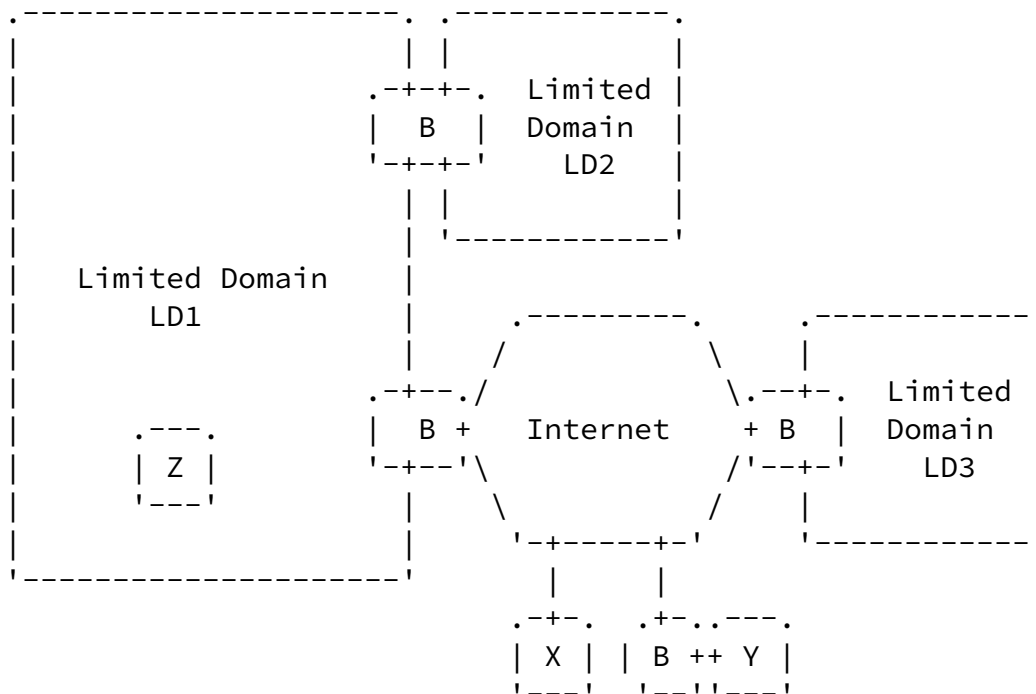 B
Limited
Domain
LD2
Limited Domain
LD1
Z
B
Internet
B
Limited
Domain
LD3
X
B
Y